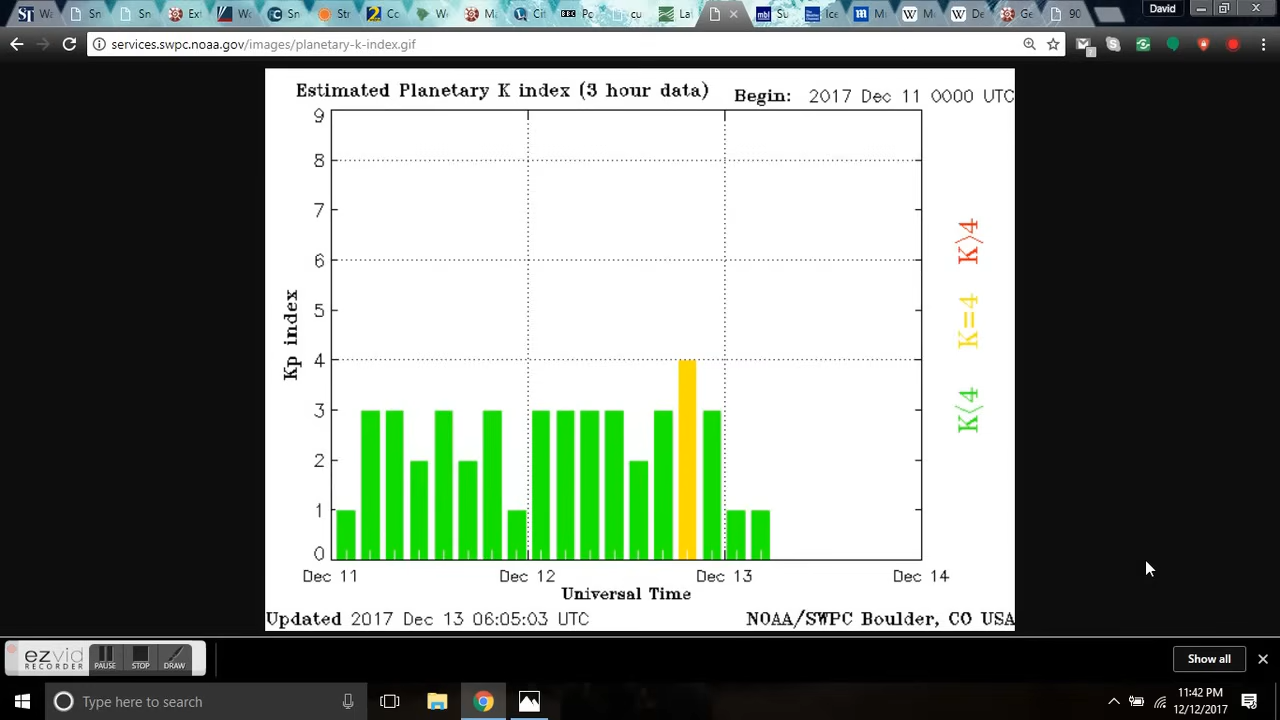 David
services.swpc.noaa.gov/images/planetary-k-index.gif
Estimated Planetary K index (3 hour data)
Begin: 2017 Dec 11 0000 UTC
9
8
7
6
5
4
3
2
1
0
Kp index
K>4
K=4
K<4
Dec 11
Dec 12
Dec 13
Dec 14
Universal Time
Updated 2017 Dec 13 06:05:03 UTC
NOAA/SWPC Boulder, CO USA
ezvid
RECORDER
PAUSE
STOP
DRAW
Show all
Type here to search
11:42 PM
12/12/2017